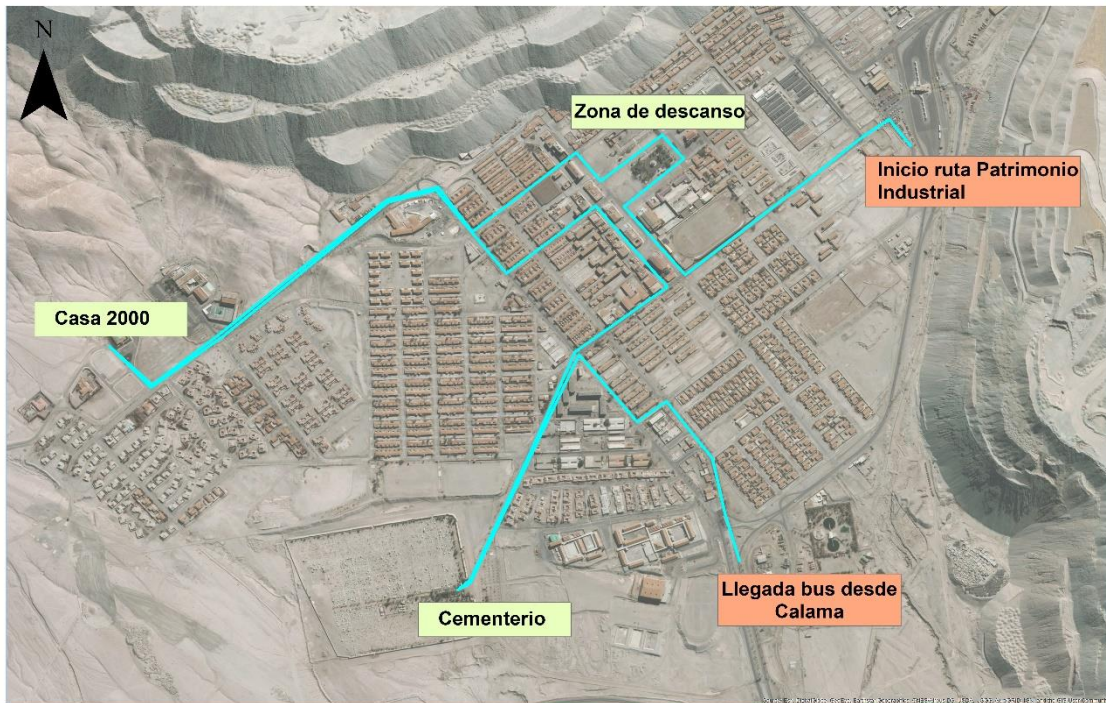 N
Zona de descanso
Inicio ruta Patrimonio
Industrial
Casa 2000
Llegada bus desde
Calama
Cementerio